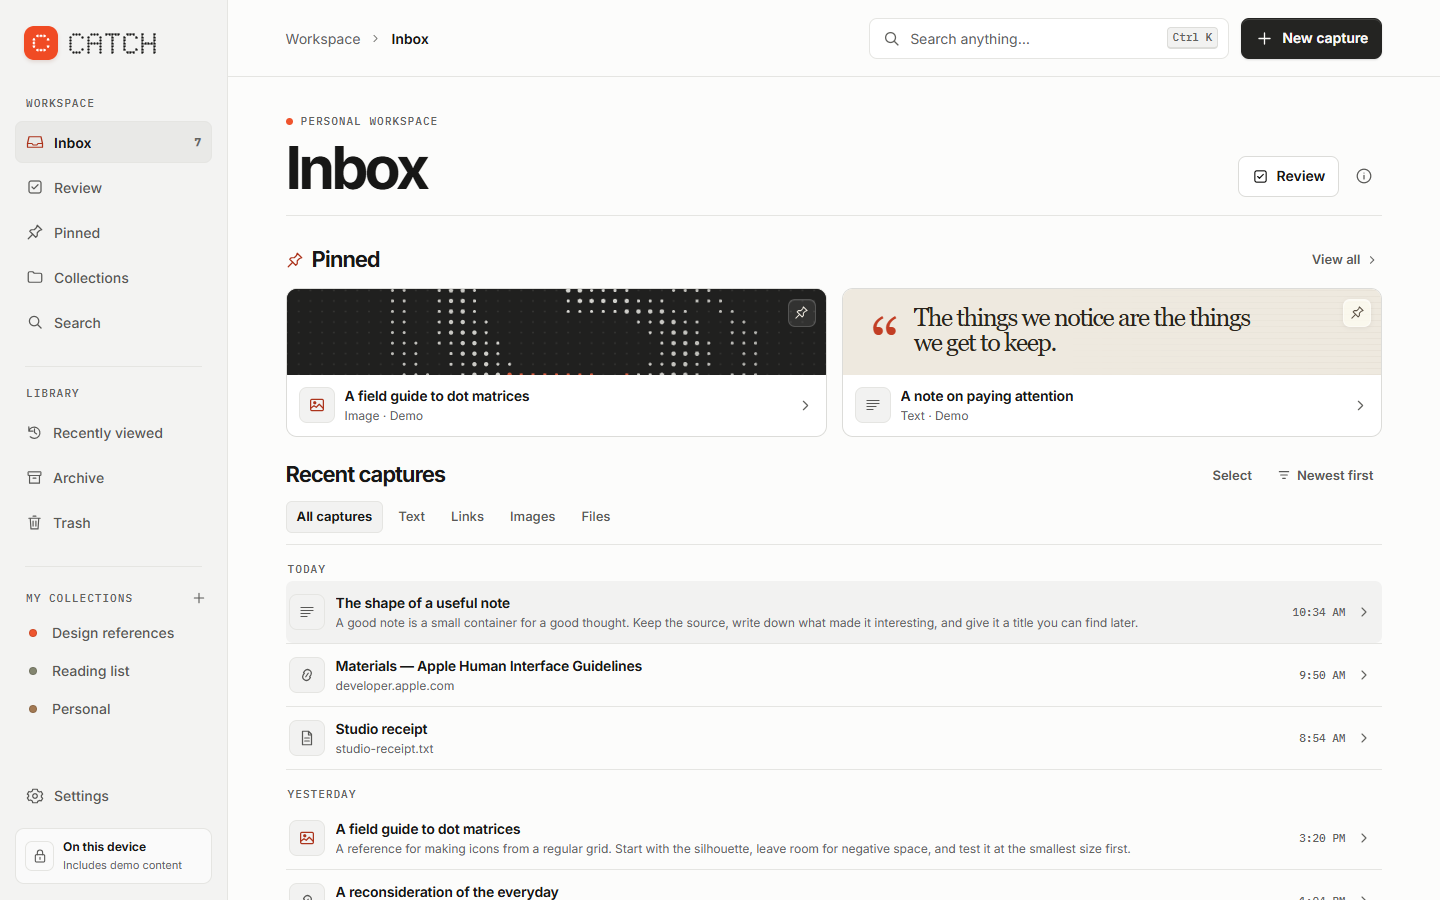 CATCH
WORKSPACE
Inbox 7
Review
Pinned
Collections
Search
LIBRARY
Recently viewed
Archive
Trash
MY COLLECTIONS
Design references
Reading list
Personal
Settings
On this device
Includes demo content
Workspace > Inbox
Search anything...
Ctrl K
New capture
PERSONAL WORKSPACE
Inbox
Review
Pinned
View all
“ The things we notice are the things
we get to keep.
A field guide to dot matrices
Image · Demo
A note on paying attention
Text · Demo
Recent captures
Select
Newest first
All captures
Text
Links
Images
Files
TODAY
The shape of a useful note
A good note is a small container for a good thought. Keep the source, write down what made it interesting, and give it a title you can find later.
10:34 AM
Materials — Apple Human Interface Guidelines
developer.apple.com
9:50 AM
Studio receipt
studio-receipt.txt
8:54 AM
YESTERDAY
A field guide to dot matrices
A reference for making icons from a regular grid. Start with the silhouette, leave room for negative space, and test it at the smallest size first.
3:20 PM
A reconsideration of the everyday